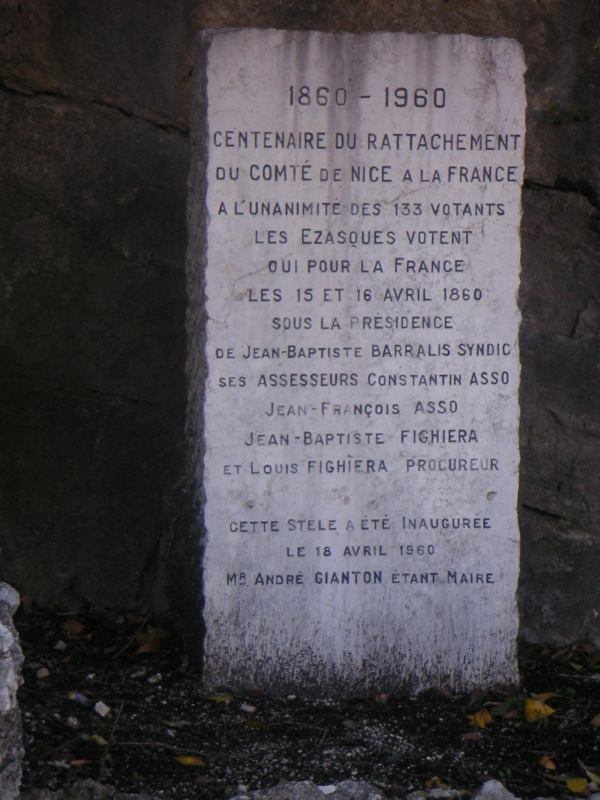 1860 - 1960
CENTENAIRE DU RATTACHEMENT
DU COMTÉ DE NICE A LA FRANCE
A L'UNANIMITÉ DES 133 VOTANTS
LES EZASQUES VOTENT
OUI POUR LA FRANCE
LES 15 ET 16 AVRIL 1860
SOUS LA PRÉSIDENCE
DE JEAN-BAPTISTE BARRALIS SYNDIC
SES ASSESSEURS CONSTANTIN ASSO
JEAN-FRANÇOIS ASSO
JEAN-BAPTISTE FIGHIERA
ET LOUIS FIGHIERA PROCUREUR
CETTE STELE A ÉTÉ INAUGURÉE
LE 18 AVRIL 1960
MR ANDRÉ GIANTON ÉTANT MAIRE